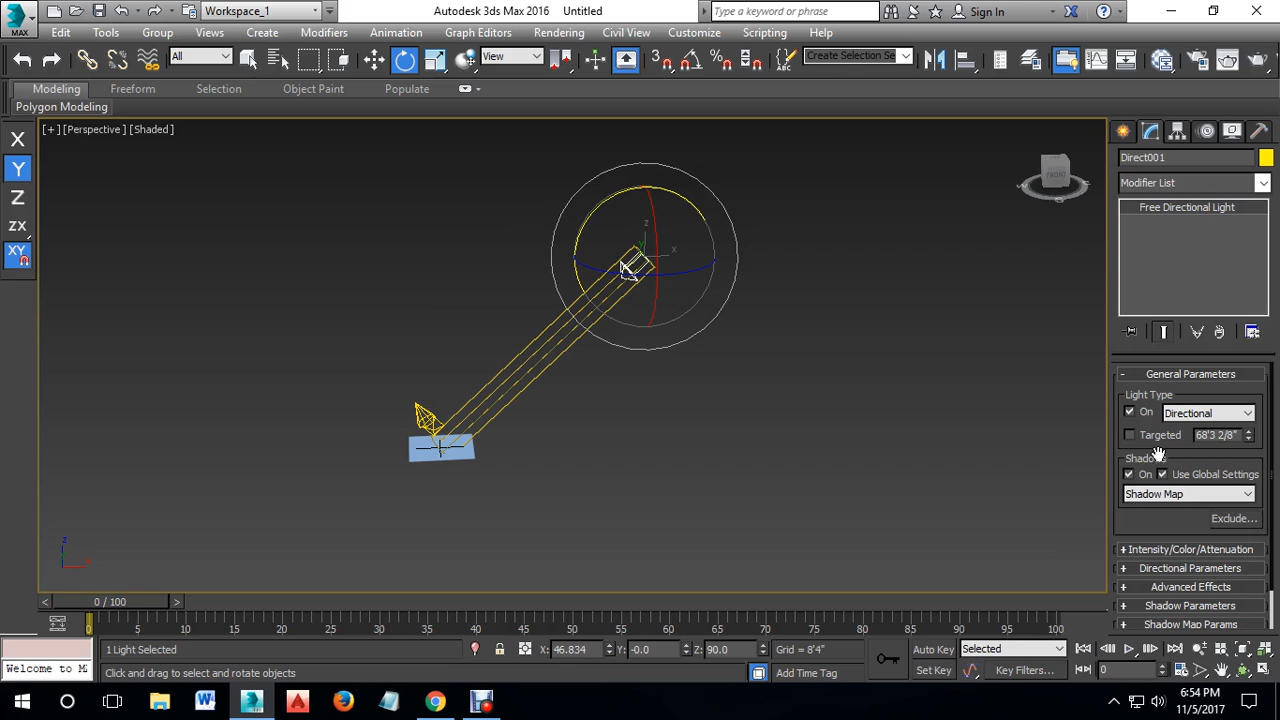 MAX
Workspace_1
Autodesk 3ds Max 2016 Untitled
Type a keyword or phrase
Sign In
Edit Tools Group Views Create Modifiers Animation Graph Editors Rendering Civil View Customize Scripting Help
All
View
Create Selection Se
Modeling Freeform Selection Object Paint Populate
Polygon Modeling
X
Y
Z
ZX
XY
[+] [Perspective] [Shaded]
FRONT
z
x
y
z
x
Direct001
Modifier List
Free Directional Light
- General Parameters
Light Type
On Directional
Targeted 68'3 2/8"
Shadows
On Use Global Settings
Shadow Map
Exclude...
+ Intensity/Color/Attenuation
+ Directional Parameters
+ Advanced Effects
+ Shadow Parameters
+ Shadow Map Params
< 0 / 100 >
0 5 10 15 20 25 30 35 40 45 50 55 60 65 70 75 80 85 90 95 100
1 Light Selected
X: 46.834 Y: -0.0 Z: 90.0 Grid = 8'4"
Auto Key Selected
Welcome to M
Click and drag to select and rotate objects
Add Time Tag
Set Key Key Filters...
0
6:54 PM
11/5/2017